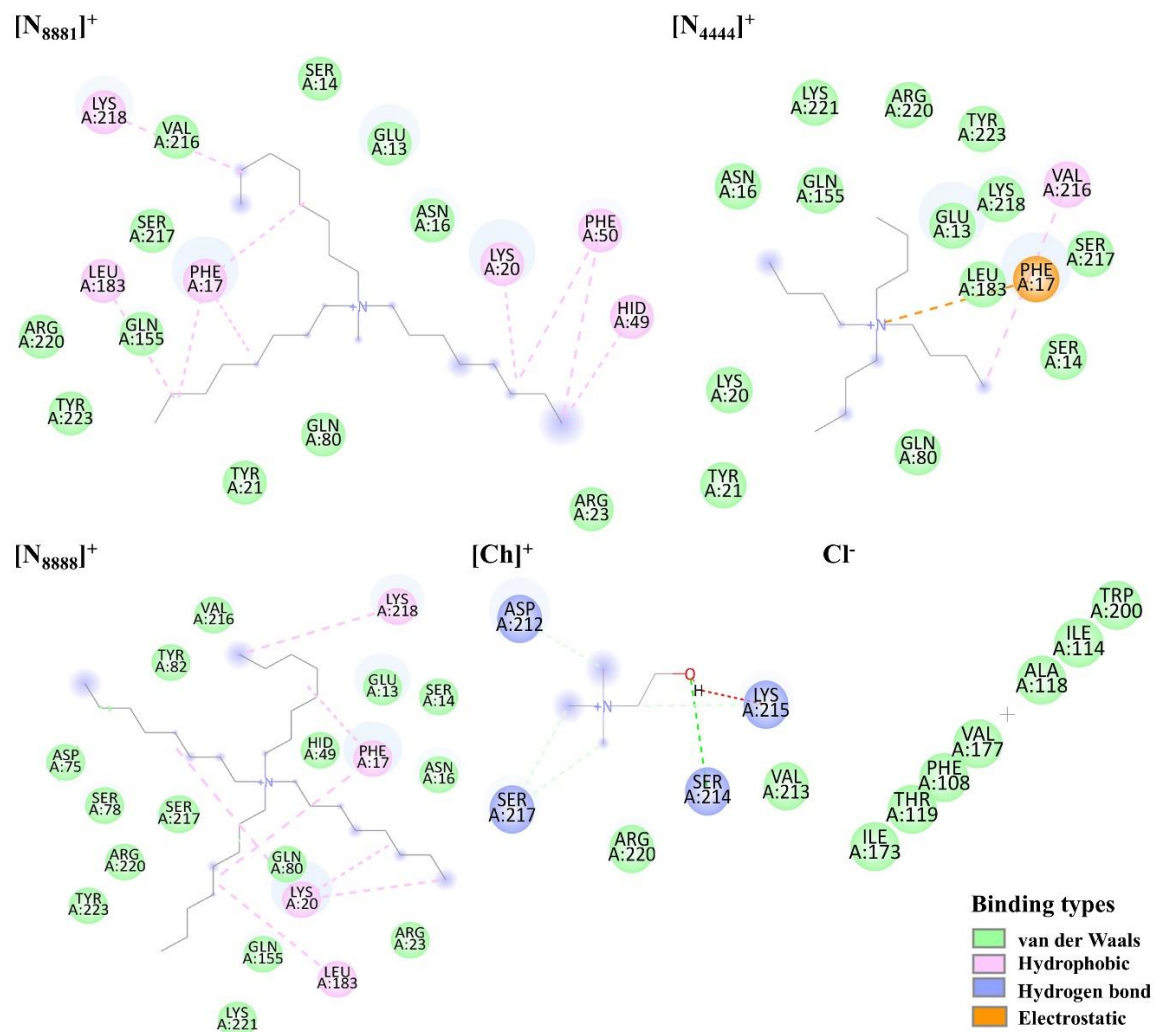 [N8881]+
SER
A:14
LYS
A:218
VAL
A:216
GLU
A:13
ASN
A:16
SER
A:217
PHE
A:50
LEU
A:183
PHE
A:17
LYS
A:20
HID
A:49
ARG
A:220
GLN
A:155
TYR
A:223
GLN
A:80
TYR
A:21
ARG
A:23
+N
[N4444]+
LYS
A:221
ARG
A:220
TYR
A:223
ASN
A:16
GLN
A:155
VAL
A:216
LYS
A:218
GLU
A:13
SER
A:217
LEU
A:183
PHE
A:17
+N
SER
A:14
LYS
A:20
GLN
A:80
TYR
A:21
[N8888]+
LYS
A:218
VAL
A:216
TYR
A:82
GLU
A:13
SER
A:14
HID
A:49
PHE
A:17
ASN
A:16
ASP
A:75
+N
SER
A:78
SER
A:217
ARG
A:220
GLN
A:80
LYS
A:20
TYR
A:223
ARG
A:23
GLN
A:155
LEU
A:183
LYS
A:221
[Ch]+
ASP
A:212
O
H
LYS
A:215
+N
SER
A:217
SER
A:214
VAL
A:213
ARG
A:220
Cl-
TRP
A:200
ILE
A:114
ALA
A:118
VAL
A:177
PHE
A:108
THR
A:119
ILE
A:173
Binding types
van der Waals
Hydrophobic
Hydrogen bond
Electrostatic